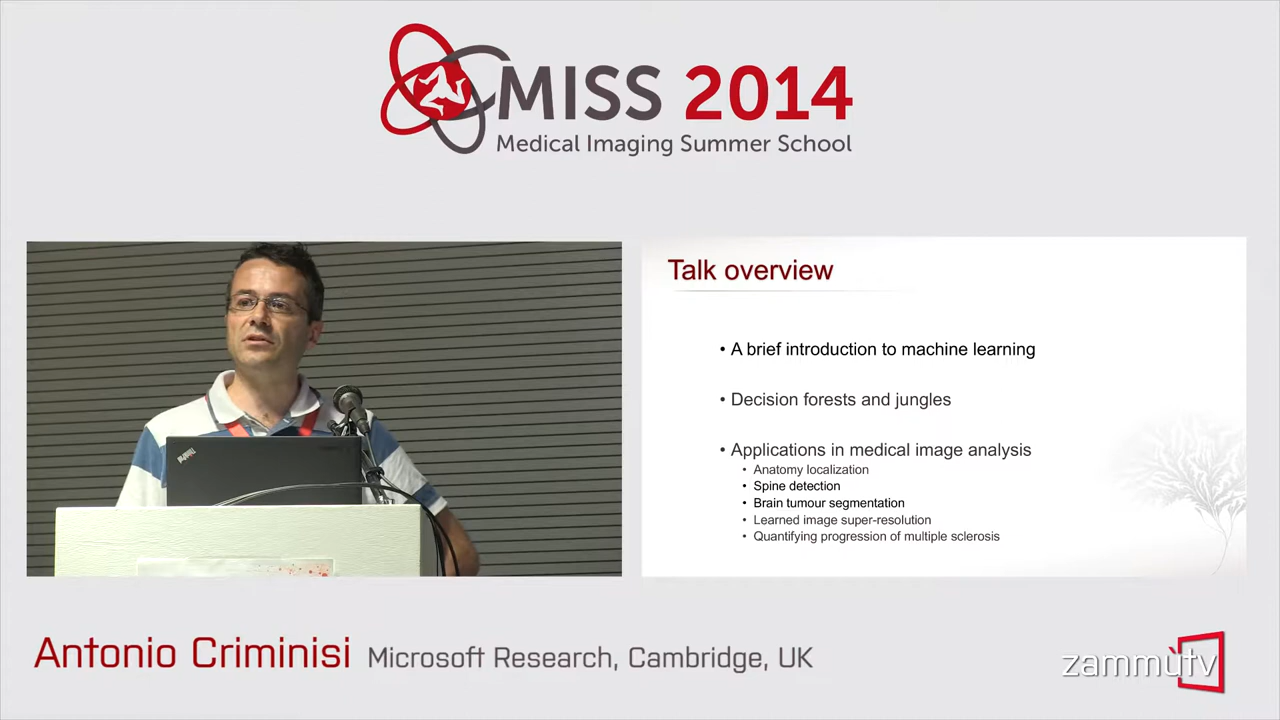 MISS 2014
Medical Imaging Summer School
Talk overview
• A brief introduction to machine learning
• Decision forests and jungles
• Applications in medical image analysis
• Anatomy localization
• Spine detection
• Brain tumour segmentation
• Learned image super-resolution
• Quantifying progression of multiple sclerosis
Antonio Criminisi Microsoft Research, Cambridge, UK
zammùtv